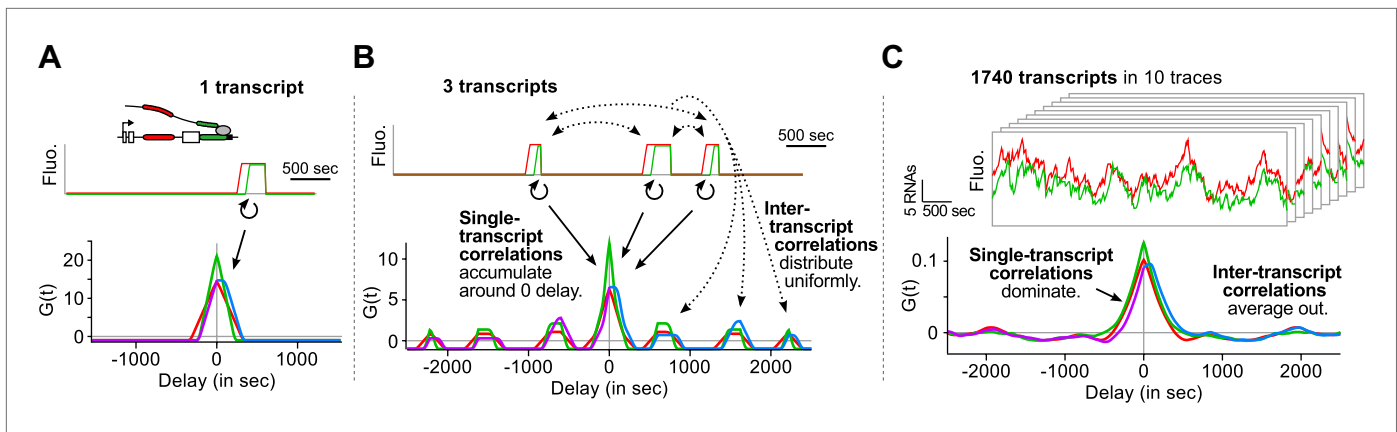 A
1 transcript
Fluo.
500 sec
G(t)
20
15
10
0
-1000
0
1000
Delay (in sec)
B
3 transcripts
Fluo.
500 sec
Single-
transcript
correlations
accumulate
around 0 delay.
Inter-
transcript
correlations
distribute
uniformly.
G(t)
10
5
0
-2000
-1000
0
1000
2000
Delay (in sec)
C
1740 transcripts in 10 traces
5 RNAs
500 sec
Fluo.
Single-transcript
correlations
dominate.
Inter-transcript
correlations
average out.
G(t)
0.1
0
-2000
-1000
0
1000
2000
Delay (in sec)